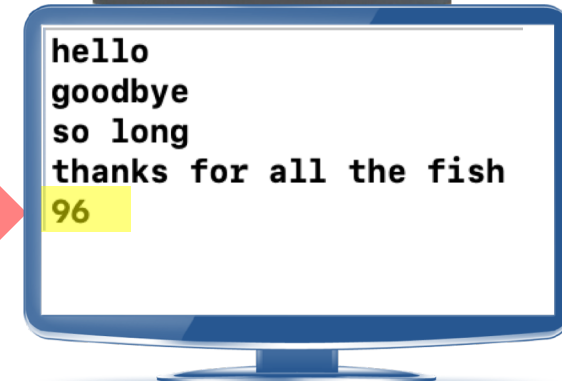 hello
goodbye
so long
thanks for all the fish
96